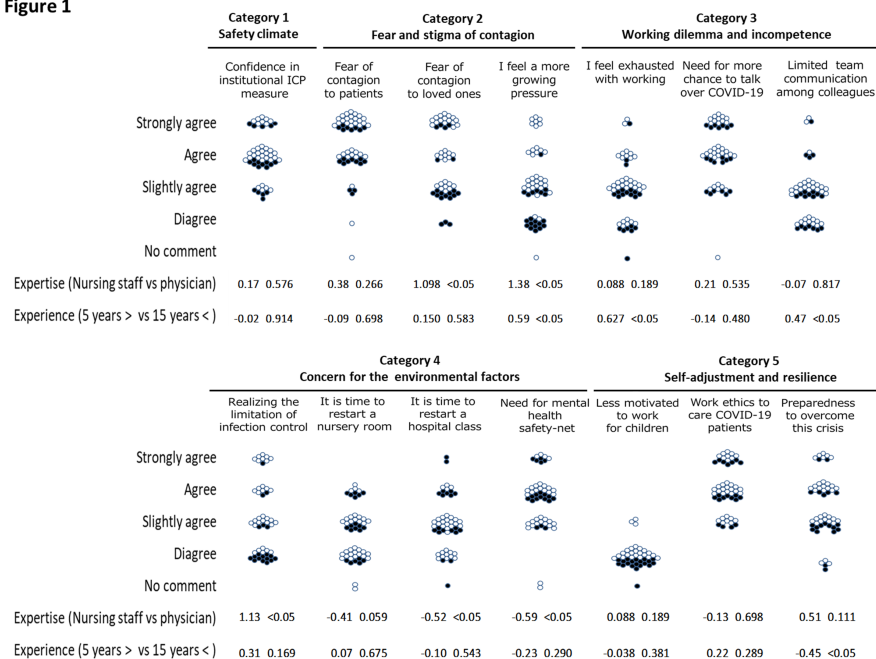 Figure 1
Category 1 Category 2 Category 3
Safety climate Fear and stigma of contagion Working dilemma and incompetence
Confidence in Fear of Fear of I feel a more I feel exhausted Need for more Limited team
institutional ICP contagion contagion growing with working chance to talk communication
measure to patients to loved ones pressure over COVID-19 among colleagues
Strongly agree
Agree
Slightly agree
Diagree
No comment
Expertise (Nursing staff vs physician) 0.17 0.576 0.38 0.266 1.098 <0.05 1.38 <0.05 0.088 0.189 0.21 0.535 -0.07 0.817
Experience (5 years > vs 15 years < ) -0.02 0.914 -0.09 0.698 0.150 0.583 0.59 <0.05 0.627 <0.05 -0.14 0.480 0.47 <0.05
Category 4 Category 5
Concern for the environmental factors Self-adjustment and resilience
Realizing the It is time to It is time to Need for mental Less motivated Work ethics to Preparedness
limitation of restart a restart a health to work care COVID-19 to overcome
infection control nursery room hospital class safety-net for children patients this crisis
Strongly agree
Agree
Slightly agree
Diagree
No comment
Expertise (Nursing staff vs physician) 1.13 <0.05 -0.41 0.059 -0.52 <0.05 -0.59 <0.05 0.088 0.189 -0.13 0.698 0.51 0.111
Experience (5 years > vs 15 years < ) 0.31 0.169 0.07 0.675 -0.10 0.543 -0.23 0.290 -0.038 0.381 0.22 0.289 -0.45 <0.05